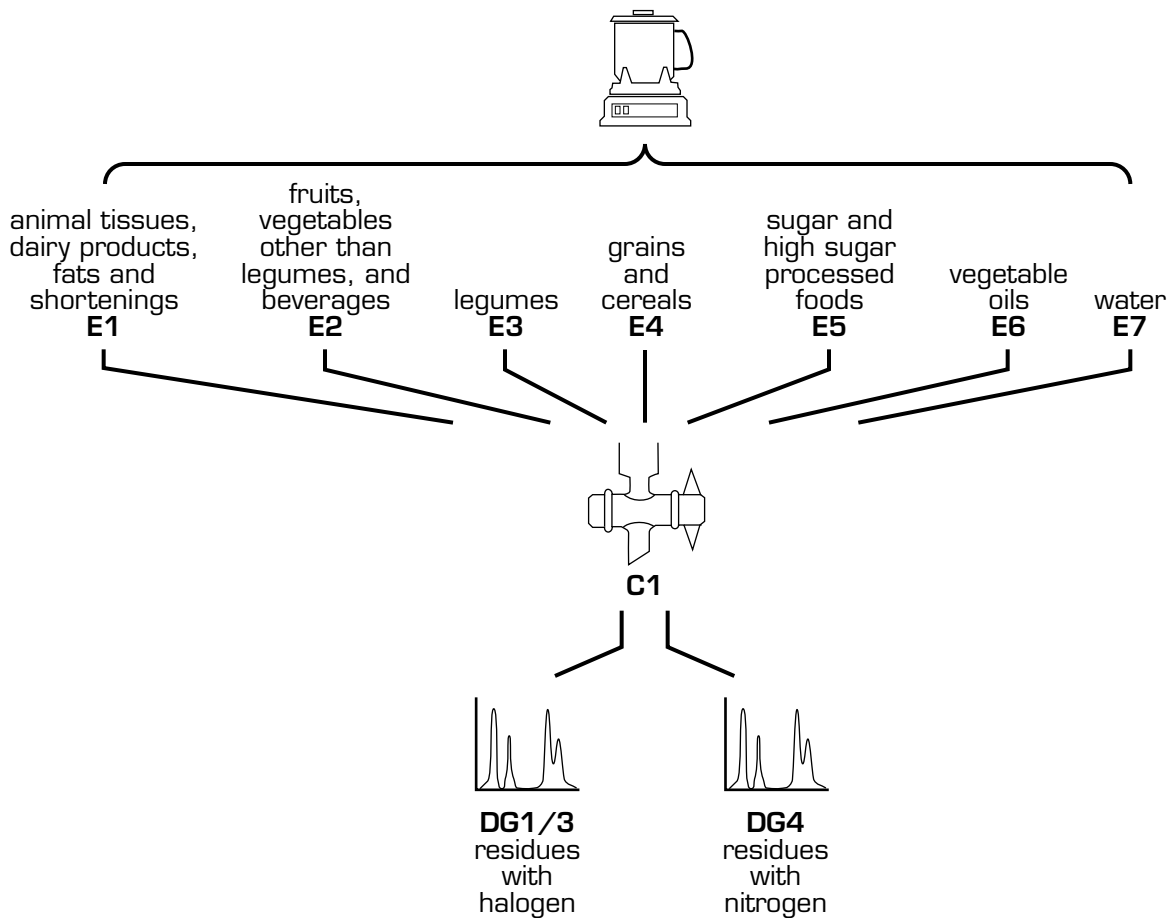 animal tissues,
dairy products,
fats and
shortenings
E1
fruits,
vegetables
other than
legumes, and
beverages
E2
legumes
E3
grains
and
cereals
E4
sugar and
high sugar
processed
foods
E5
vegetable
oils
E6
water
E7
C1
DG1/3
residues
with
halogen
DG4
residues
with
nitrogen